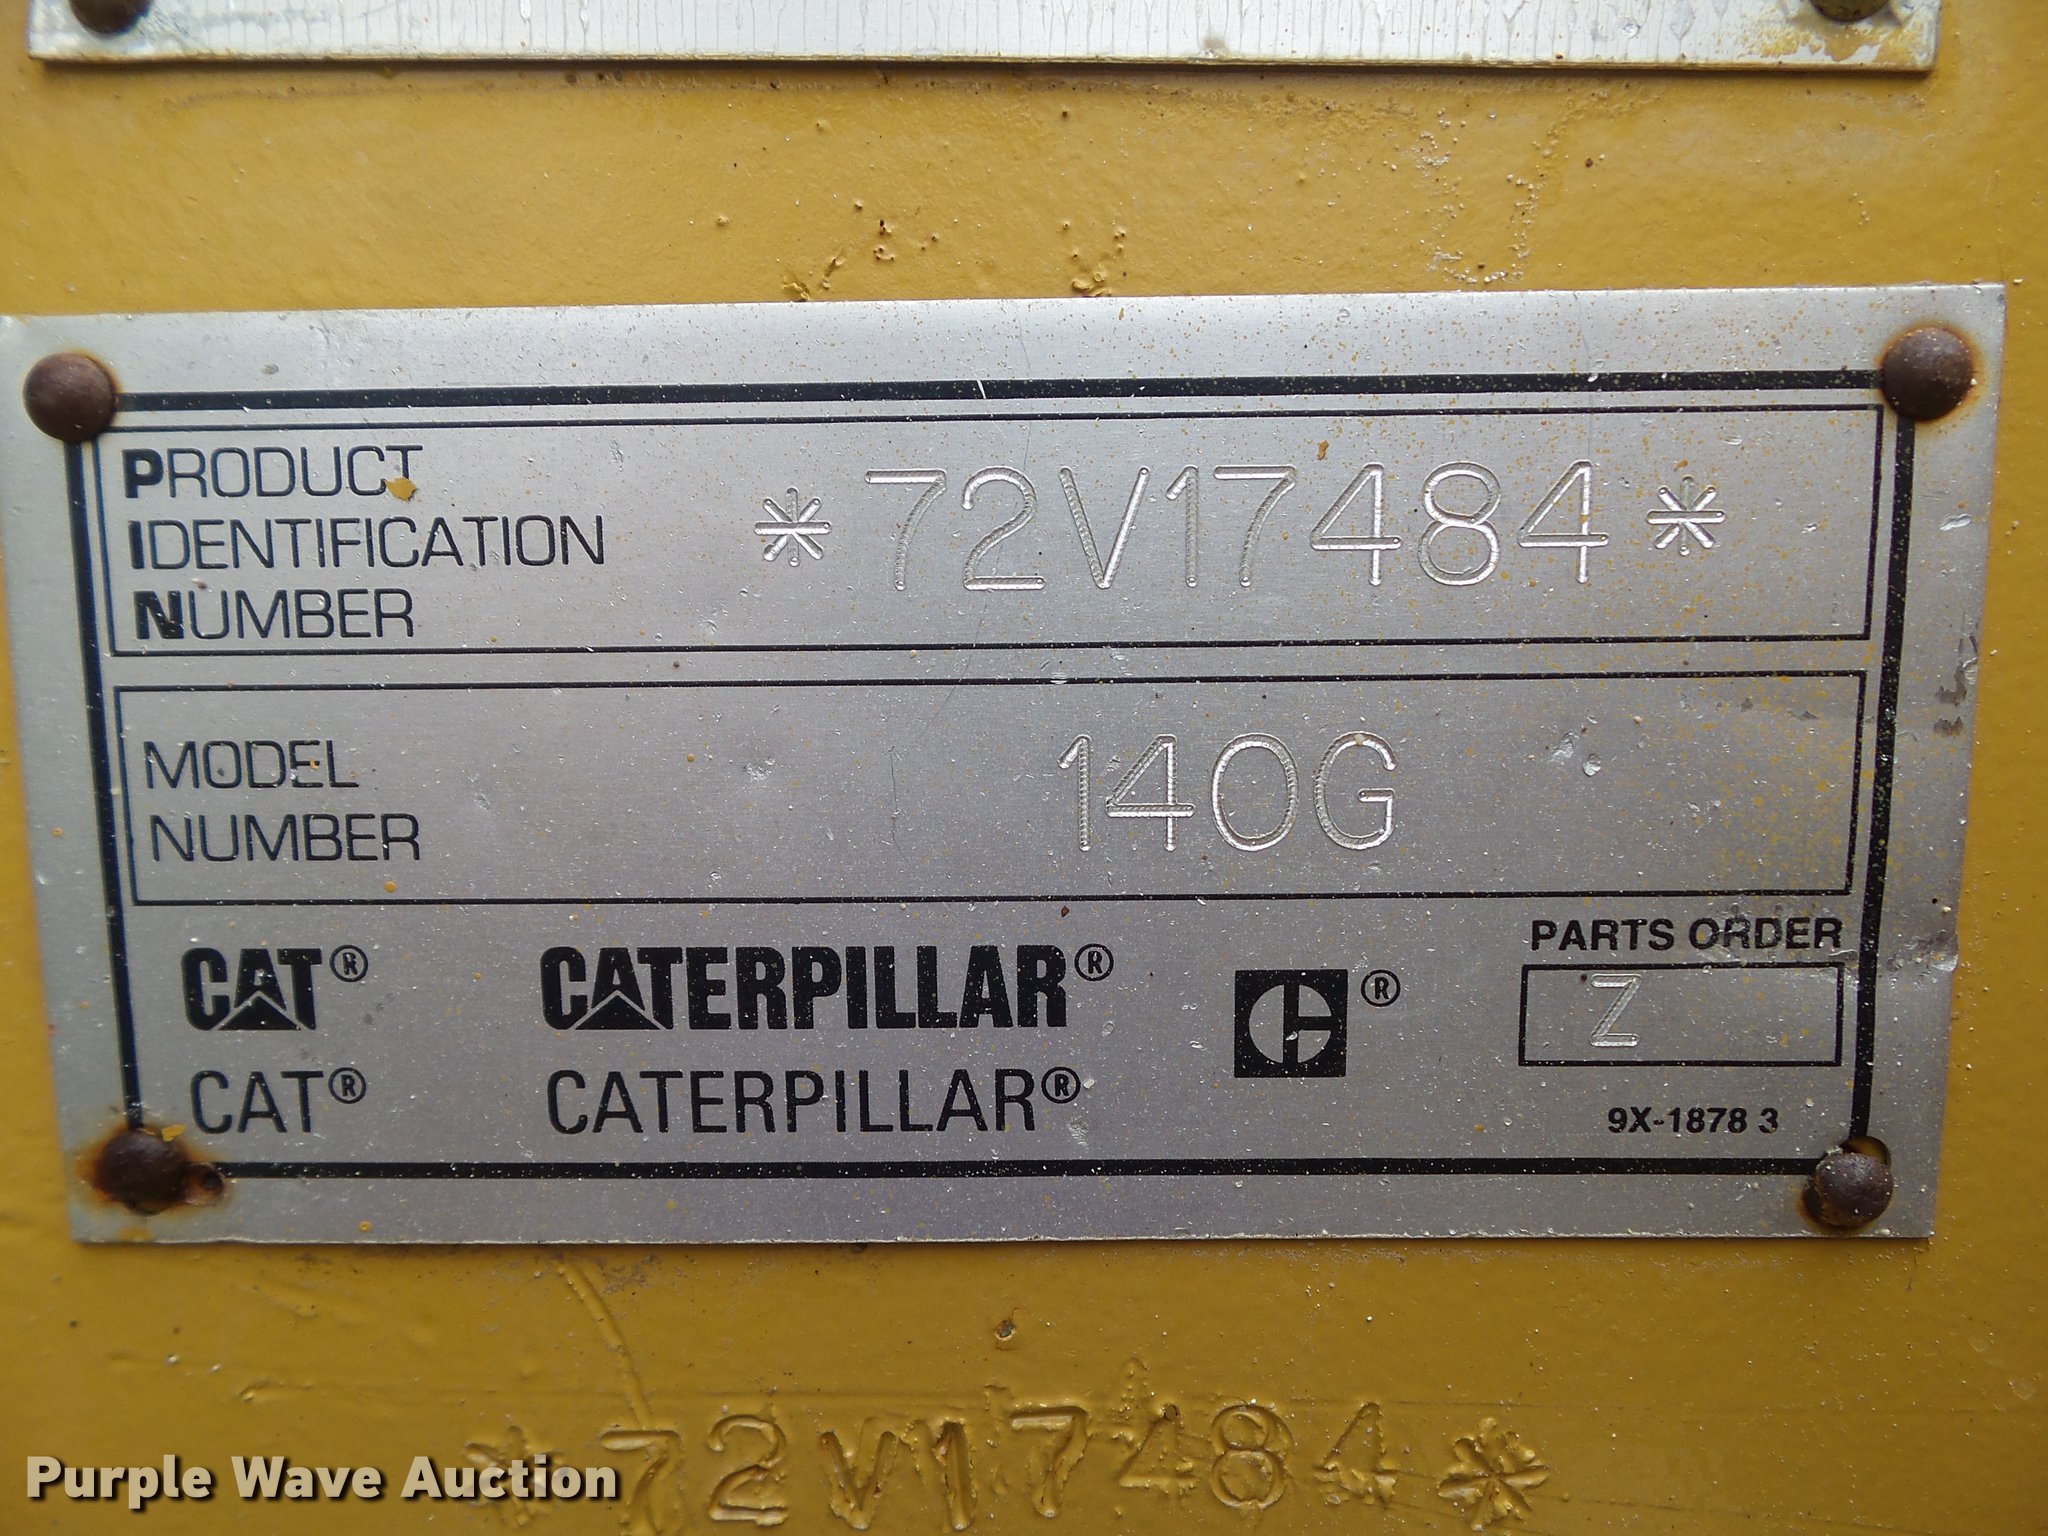 PRODUCT
IDENTIFICATION
NUMBER
*72V17484*
MODEL
NUMBER
140G
CAT® CATERPILLAR® ®
CAT® CATERPILLAR®
PARTS ORDER
Z
9X-1878 3
*72V17484*
Purple Wave Auction